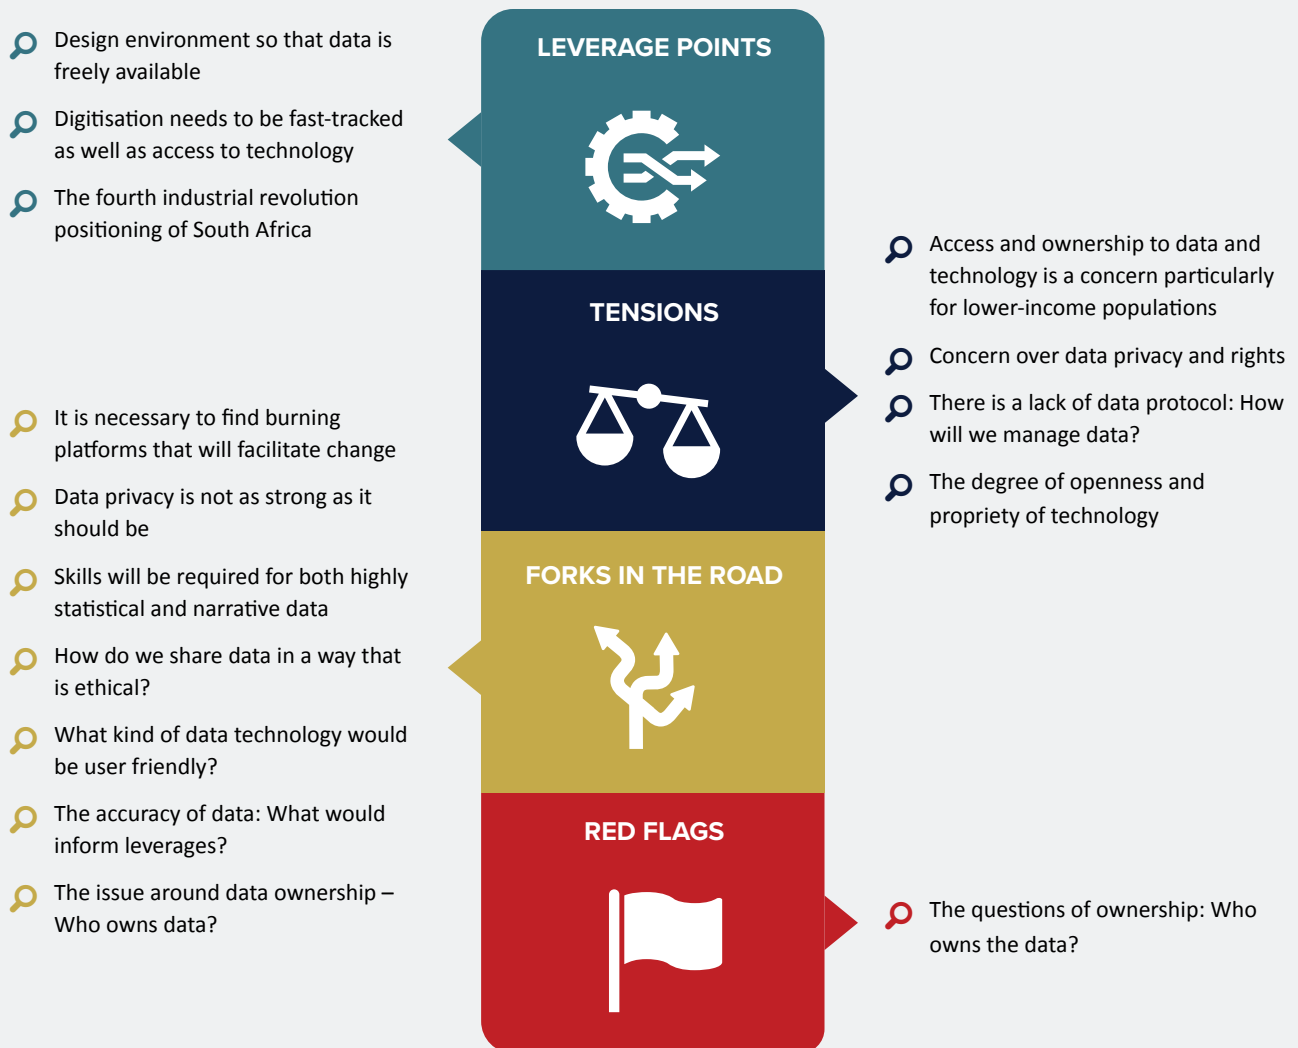 LEVERAGE POINTS
Design environment so that data is
freely available
Digitisation needs to be fast-tracked
as well as access to technology
The fourth industrial revolution
positioning of South Africa
TENSIONS
Access and ownership to data and
technology is a concern particularly
for lower-income populations
Concern over data privacy and rights
There is a lack of data protocol: How
will we manage data?
The degree of openness and
propriety of technology
FORKS IN THE ROAD
It is necessary to find burning
platforms that will facilitate change
Data privacy is not as strong as it
should be
Skills will be required for both highly
statistical and narrative data
How do we share data in a way that
is ethical?
What kind of data technology would
be user friendly?
The accuracy of data: What would
inform leverages?
The issue around data ownership –
Who owns data?
RED FLAGS
The questions of ownership: Who
owns the data?